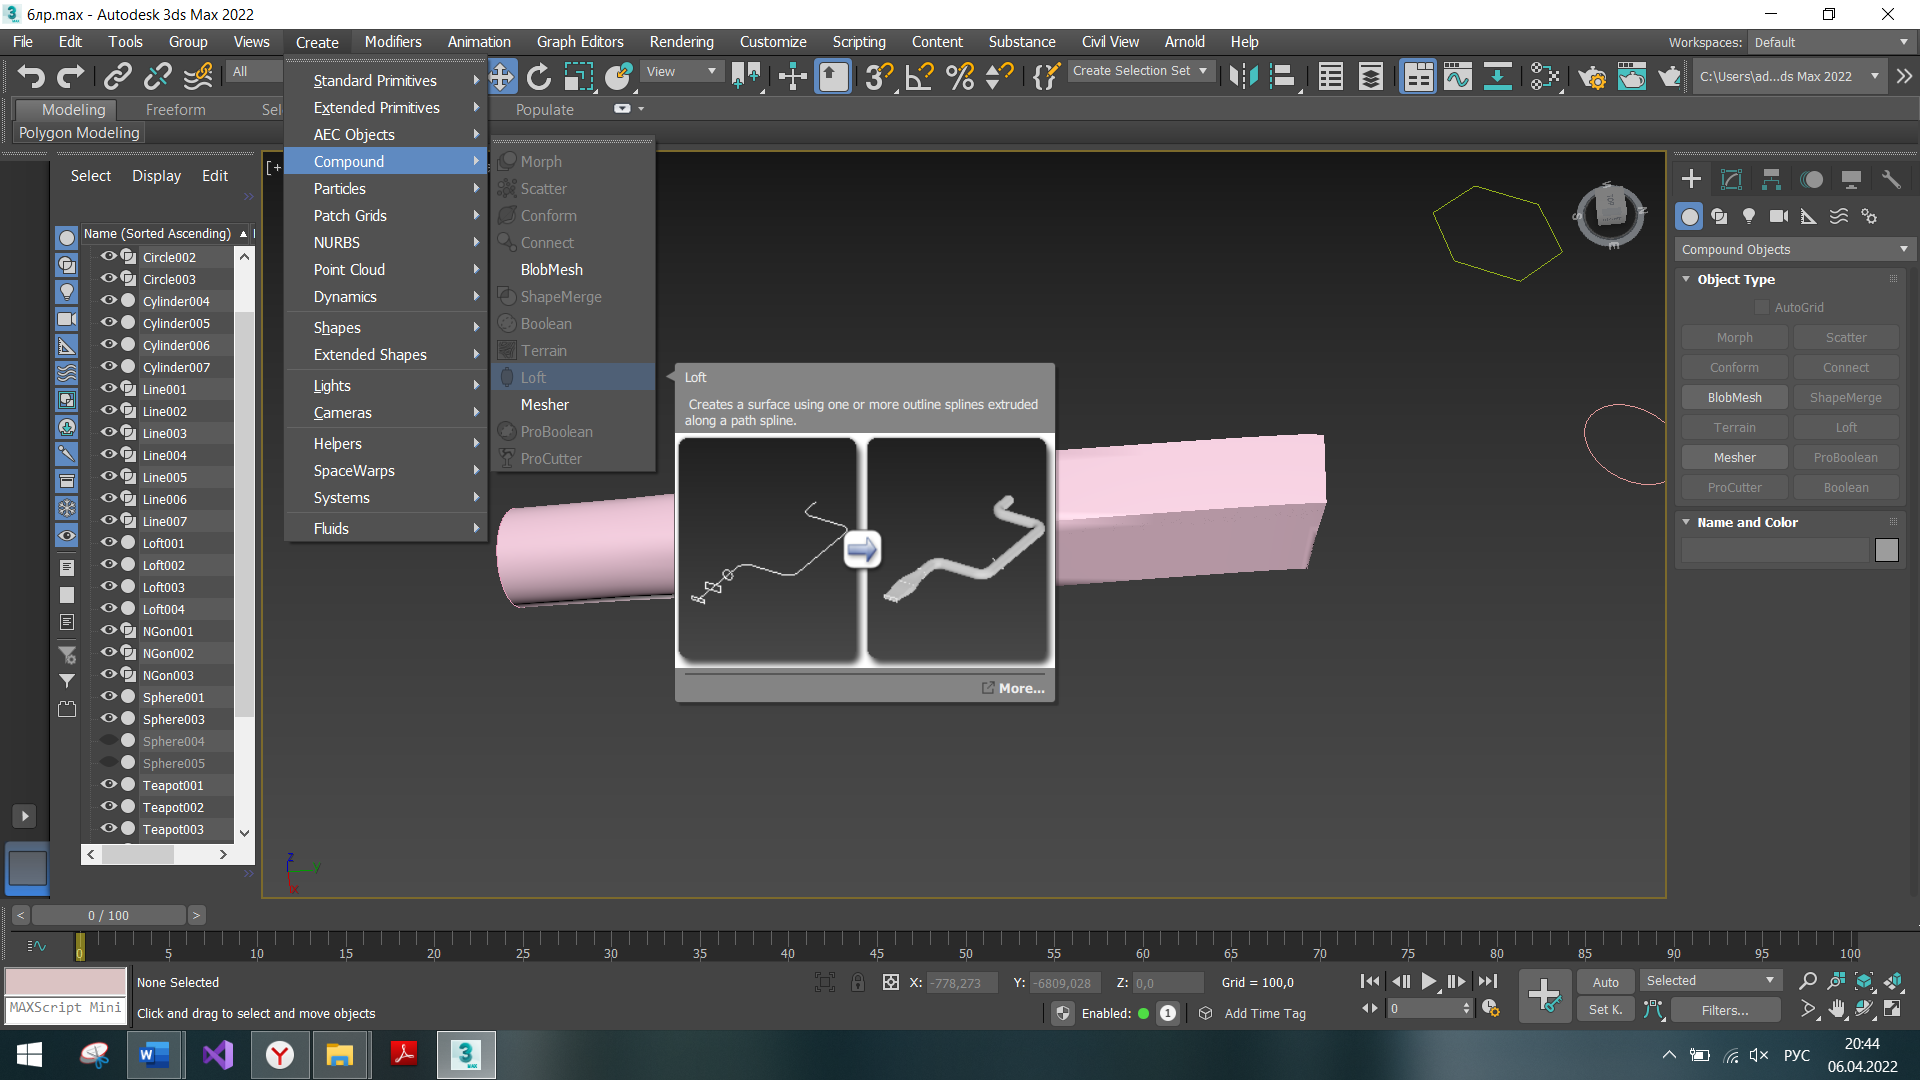 6лр.max - Autodesk 3ds Max 2022
File Edit Tools Group Views Create Modifiers Animation Graph Editors Rendering Customize Scripting Content Substance Civil View Arnold Help
Workspaces: Default
All
View
Create Selection Set
C:\Users\ad...ds Max 2022
Modeling Freeform Sel Populate
Polygon Modeling
Standard Primitives
Extended Primitives
AEC Objects
Compound
Particles
Patch Grids
NURBS
Point Cloud
Dynamics
Shapes
Extended Shapes
Lights
Cameras
Helpers
SpaceWarps
Systems
Fluids
Morph
Scatter
Conform
Connect
BlobMesh
ShapeMerge
Boolean
Terrain
Loft
Mesher
ProBoolean
ProCutter
Loft
Creates a surface using one or more outline splines extruded
along a path spline.
More...
Select Display Edit
Name (Sorted Ascending)
Circle002
Circle003
Cylinder004
Cylinder005
Cylinder006
Cylinder007
Line001
Line002
Line003
Line004
Line005
Line006
Line007
Loft001
Loft002
Loft003
Loft004
NGon001
NGon002
NGon003
Sphere001
Sphere003
Sphere004
Sphere005
Teapot001
Teapot002
Teapot003
[+
S N E
z
y
x
Compound Objects
Object Type
AutoGrid
Morph Scatter
Conform Connect
BlobMesh ShapeMerge
Terrain Loft
Mesher ProBoolean
ProCutter Boolean
Name and Color
< 0 / 100 >
0 5 10 15 20 25 30 35 40 45 50 55 60 65 70 75 80 85 90 95 100
None Selected
X: -778,273 Y: -6809,028 Z: 0,0 Grid = 100,0
Auto Selected
MAXScript Mini
Click and drag to select and move objects
Enabled: 1 Add Time Tag
0
Set K. Filters...
РУС
20:44
06.04.2022